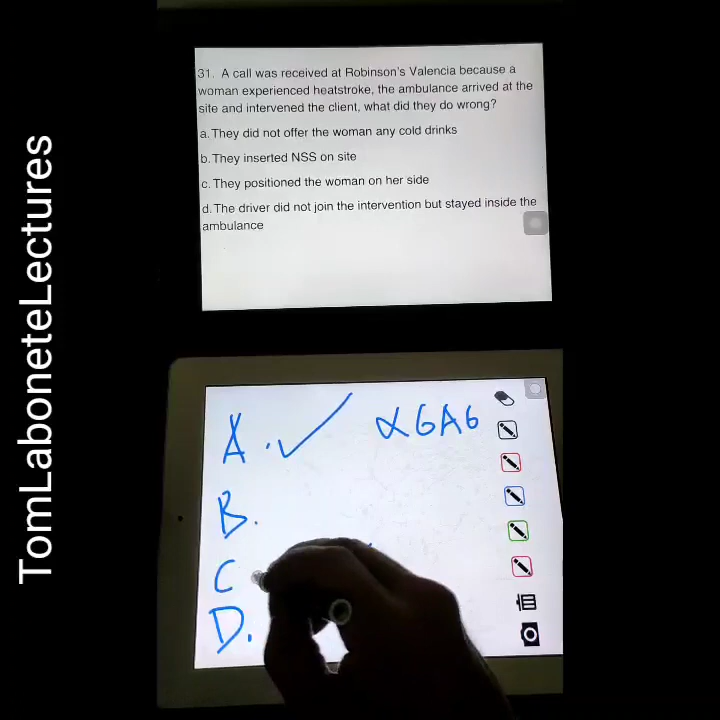 TomLaboneteLectures
31. A call was received at Robinson's Valencia because a
woman experienced heatstroke, the ambulance arrived at the
site and intervened the client, what did they do wrong?
a. They did not offer the woman any cold drinks
b. They inserted NSS on site
c. They positioned the woman on her side
d. The driver did not join the intervention but stayed inside the
ambulance
A. ✓ αGAG
B.
C
D.